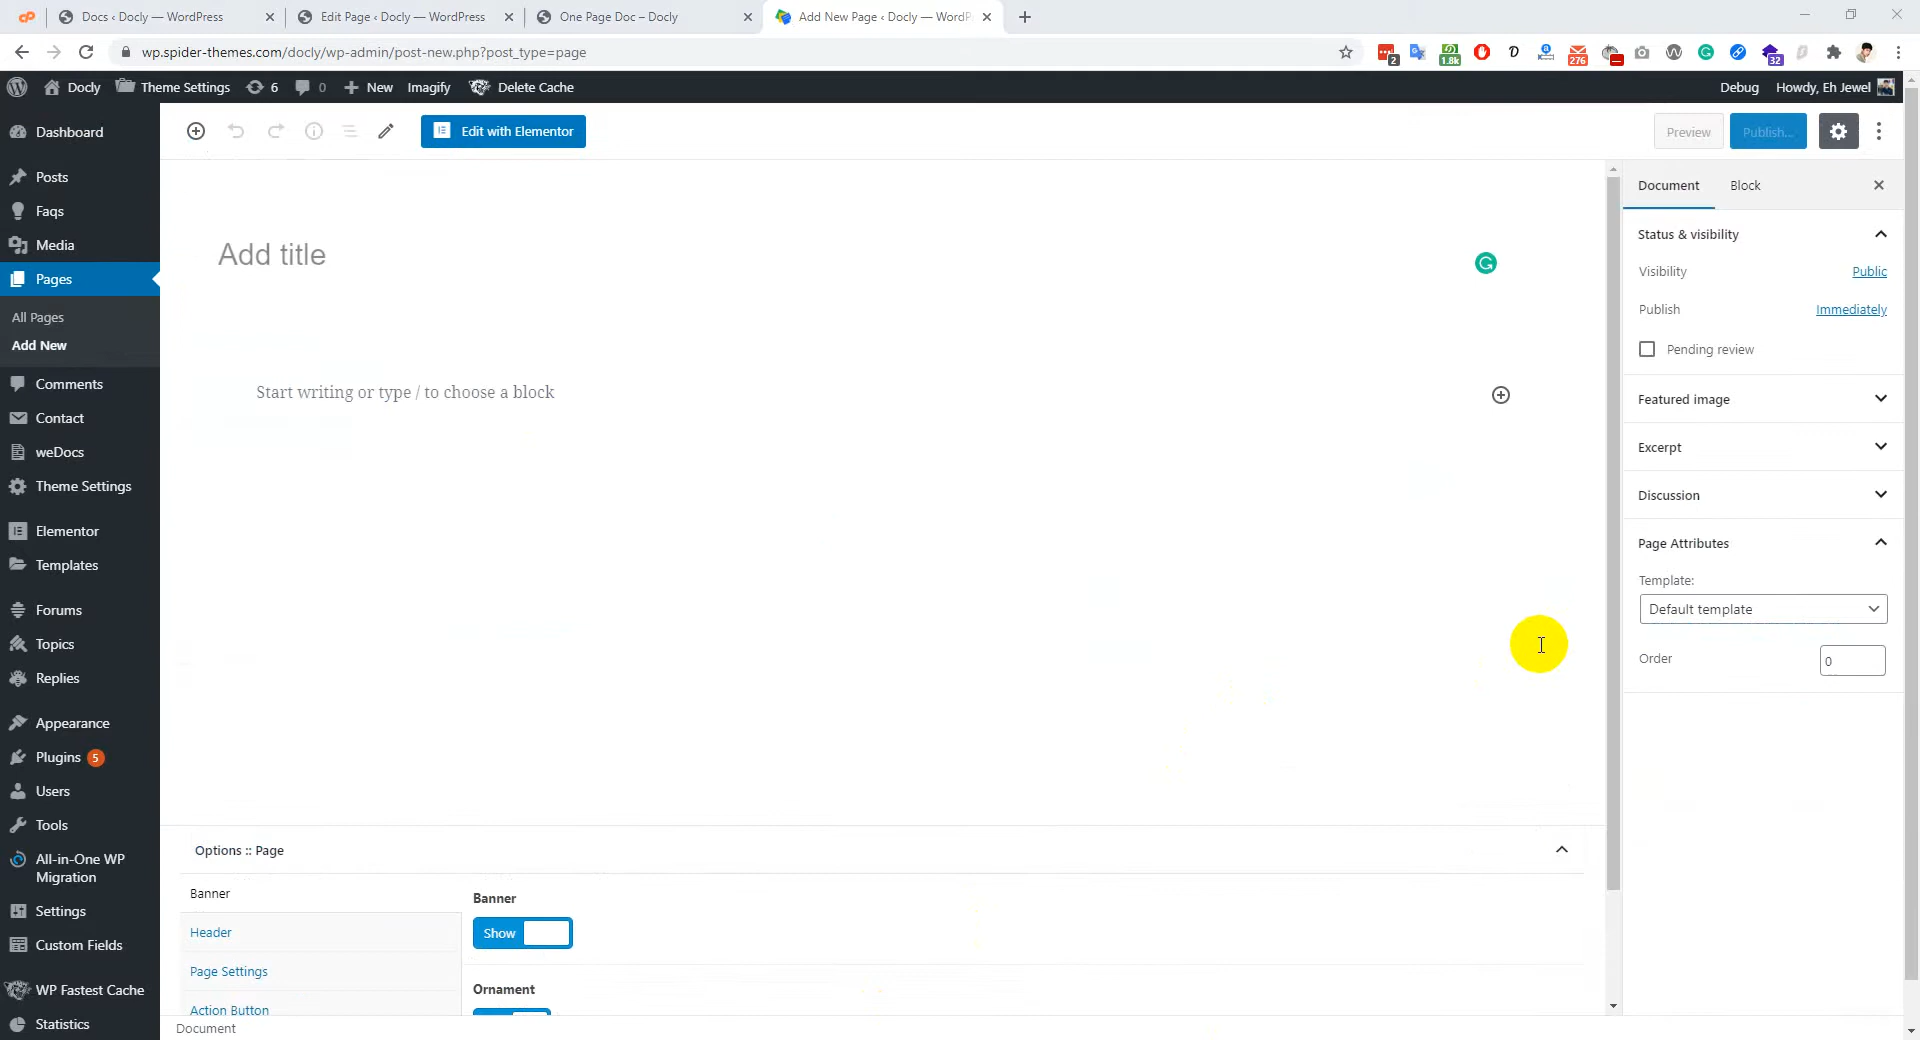 Docs ‹ Docly — WordPress
Edit Page ‹ Docly — WordPress
One Page Doc – Docly
Add New Page ‹ Docly — WordP
wp.spider-themes.com/docly/wp-admin/post-new.php?post_type=page
2
1.8k
276
32
Docly
Theme Settings
6
0
New
Imagify
Delete Cache
Debug
Howdy, Eh Jewel
Dashboard
Posts
Faqs
Media
Pages
All Pages
Add New
Comments
Contact
weDocs
Theme Settings
Elementor
Templates
Forums
Topics
Replies
Appearance
Plugins 5
Users
Tools
All-in-One WP
Migration
Settings
Custom Fields
WP Fastest Cache
Statistics
Edit with Elementor
Preview
Publish...
Add title
Start writing or type / to choose a block
Options :: Page
Banner
Header
Page Settings
Action Button
Banner
Show
Ornament
Document
Document
Block
Status & visibility
Visibility
Public
Publish
Immediately
Pending review
Featured image
Excerpt
Discussion
Page Attributes
Template:
Default template
Order
0